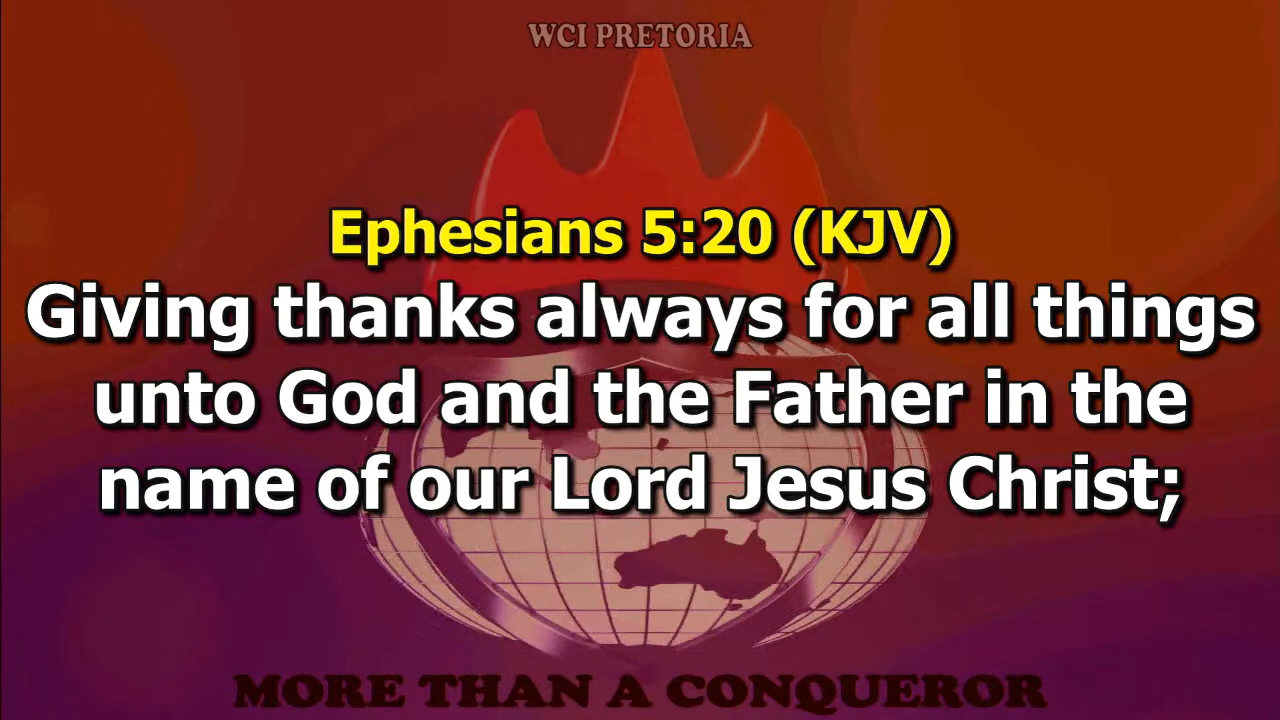 WCI PRETORIA
Ephesians 5:20 (KJV)
Giving thanks always for all things
unto God and the Father in the
name of our Lord Jesus Christ;
MORE THAN A CONQUEROR